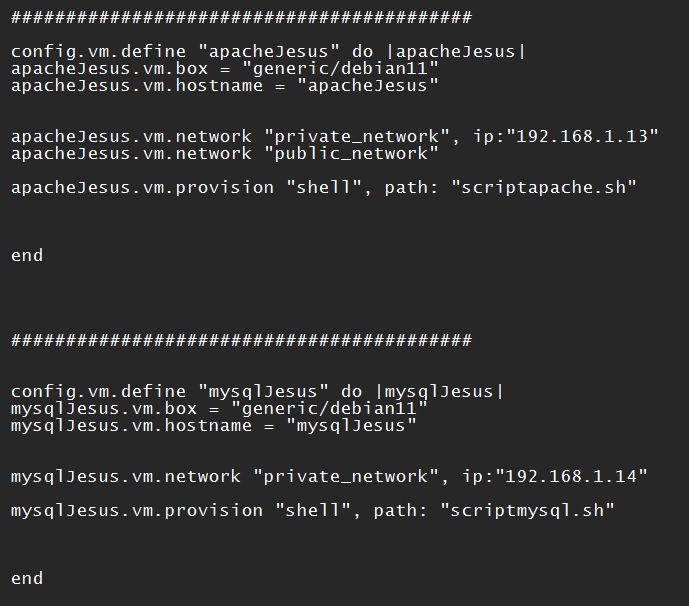 ##########################################
config.vm.define "apacheJesus" do |apacheJesus|
apacheJesus.vm.box = "generic/debian11"
apacheJesus.vm.hostname = "apacheJesus"
apacheJesus.vm.network "private_network", ip:"192.168.1.13"
apacheJesus.vm.network "public_network"
apacheJesus.vm.provision "shell", path: "scriptapache.sh"
end
##########################################
config.vm.define "mysqlJesus" do |mysqlJesus|
mysqlJesus.vm.box = "generic/debian11"
mysqlJesus.vm.hostname = "mysqlJesus"
mysqlJesus.vm.network "private_network", ip:"192.168.1.14"
mysqlJesus.vm.provision "shell", path: "scriptmysql.sh"
end